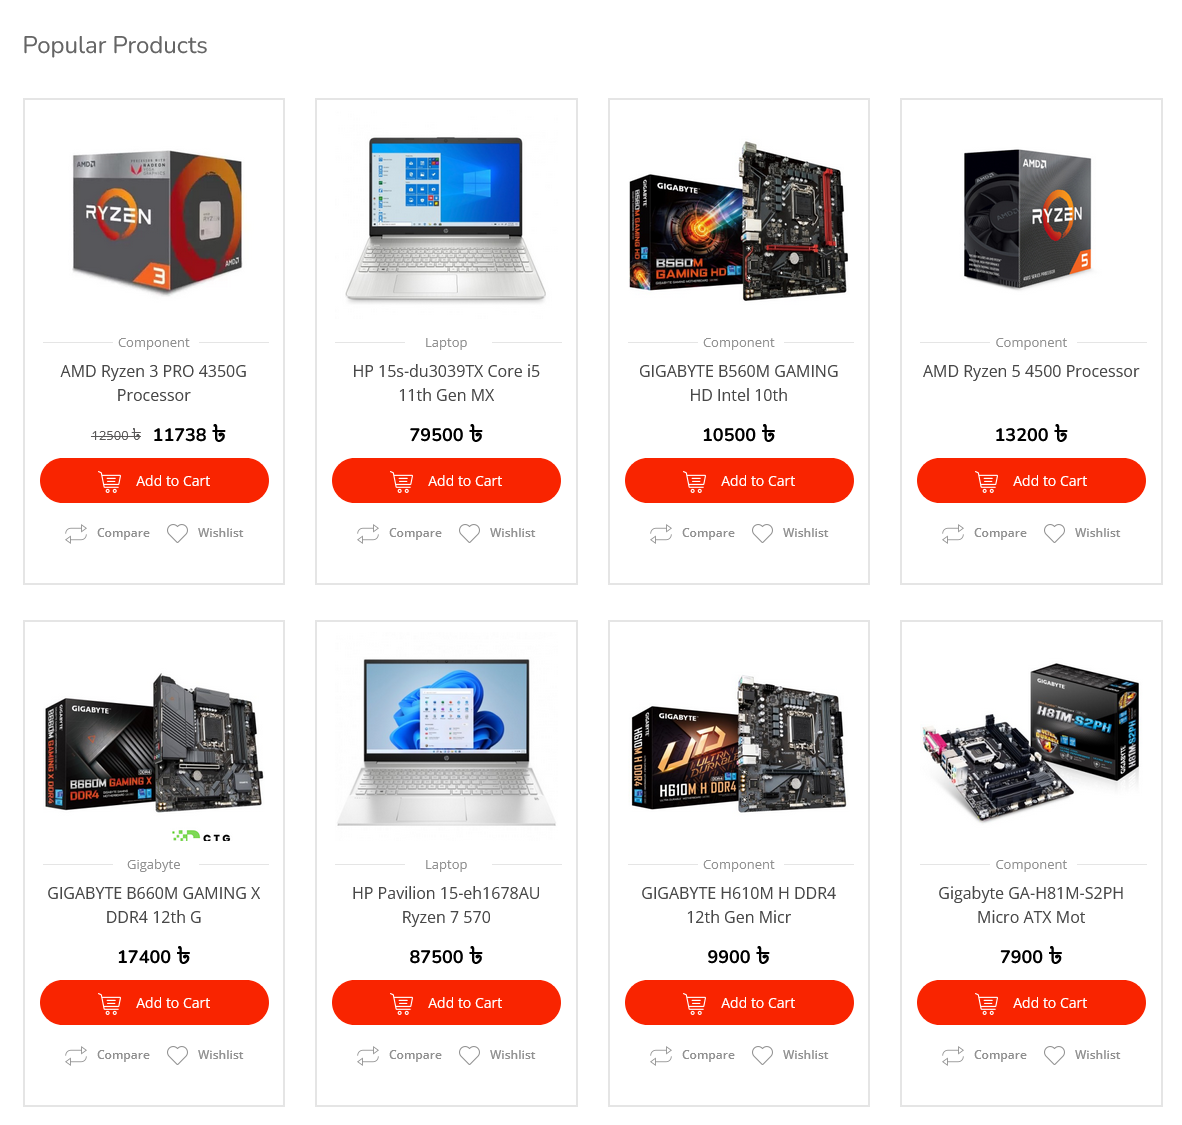 Popular Products
AMD
RYZEN
3
AMD
GIGABYTE
B560M
GAMING HD
AMD
RYZEN
5
Component
Laptop
Component
Component
AMD Ryzen 3 PRO 4350G
Processor
HP 15s-du3039TX Core i5
11th Gen MX
GIGABYTE B560M GAMING
HD Intel 10th
AMD Ryzen 5 4500 Processor
12500 ৳ 11738 ৳
79500 ৳
10500 ৳
13200 ৳
Add to Cart
Add to Cart
Add to Cart
Add to Cart
Compare Wishlist
Compare Wishlist
Compare Wishlist
Compare Wishlist
GIGABYTE
B660M GAMING X
DDR4
CTG
GIGABYTE
ULTRA
DURABLE
H610M H DDR4
GIGABYTE
H81M-S2PH
Gigabyte
Laptop
Component
Component
GIGABYTE B660M GAMING X
DDR4 12th G
HP Pavilion 15-eh1678AU
Ryzen 7 570
GIGABYTE H610M H DDR4
12th Gen Micr
Gigabyte GA-H81M-S2PH
Micro ATX Mot
17400 ৳
87500 ৳
9900 ৳
7900 ৳
Add to Cart
Add to Cart
Add to Cart
Add to Cart
Compare Wishlist
Compare Wishlist
Compare Wishlist
Compare Wishlist